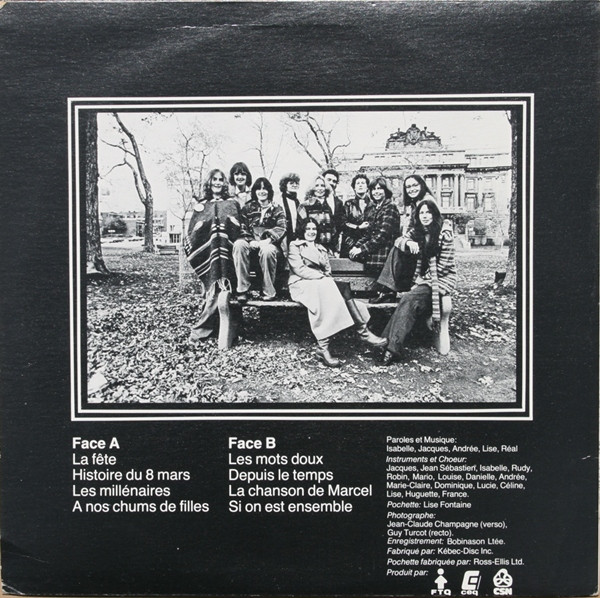 Face A
La fête
Histoire du 8 mars
Les millénaires
A nos chums de filles
Face B
Les mots doux
Depuis le temps
La chanson de Marcel
Si on est ensemble
Paroles et Musique:
Isabelle, Jacques, Andrée, Lise, Réal
Instruments et Choeur:
Jacques, Jean Sébastien, Isabelle, Rudy,
Robin, Mario, Louise, Danielle, Andrée,
Marie-Claire, Dominique, Lucie, Céline,
Lise, Huguette, France.
Pochette: Lise Fontaine
Photographe:
Jean-Claude Champagne (verso),
Guy Turcot (recto).
Enregistrement: Bobinason Ltée.
Fabriqué par: Kébec-Disc Inc.
Pochette fabriquée par: Ross-Ellis Ltd.
Produit par:
FTQ ceq CSN